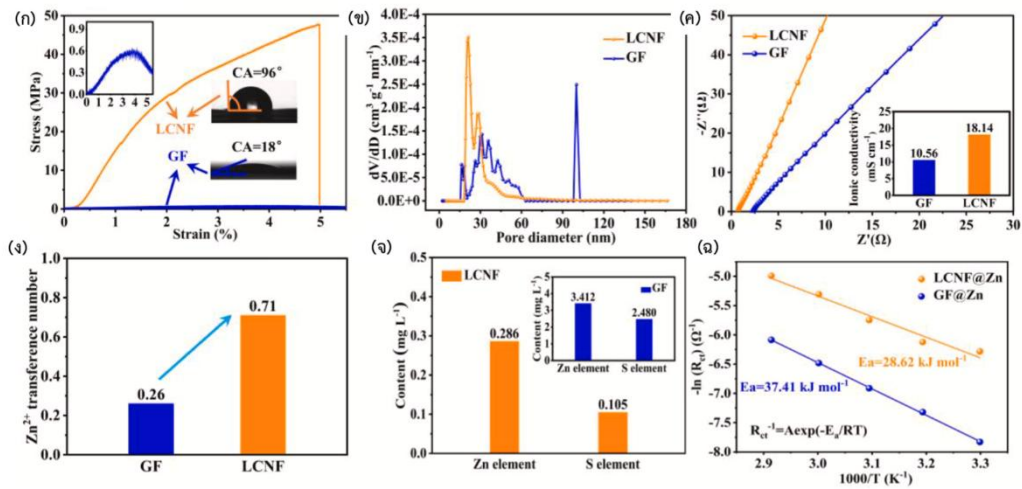 (ก)
50
40
30
20
10
0
Stress (MPa)
0.9
0.6
0.3
0.0
0 1 2 3 4 5
CA=96°
LCNF
GF
CA=18°
0 1 2 3 4 5
Strain (%)
(ข)
4.0E-4
3.5E-4
3.0E-4
2.5E-4
2.0E-4
1.5E-4
1.0E-4
5.0E-5
0.0E+0
dV/dD (cm³ g⁻¹ nm⁻¹)
LCNF
GF
0 30 60 90 120 150 180
Pore diameter (nm)
(ค)
50
40
30
20
10
0
-Z''(Ω)
LCNF
GF
Ionic conductivity
(mS cm⁻¹)
25
20
15
10
5
0
10.56
18.14
GF LCNF
0 5 10 15 20 25 30
Z'(Ω)
(ง)
1.0
0.8
0.6
0.4
0.2
0.0
Zn²⁺ transference number
0.26
0.71
GF LCNF
(จ)
0.5
0.4
0.3
0.2
0.1
0.0
Content (mg L⁻¹)
LCNF
0.286
0.105
Zn element S element
GF
Content (mg L⁻¹)
6
5
4
3
2
1
0
3.412
2.480
Zn element S element
(ฉ)
-5.0
-5.5
-6.0
-6.5
-7.0
-7.5
-8.0
-ln (Rct) (Ω⁻¹)
LCNF@Zn
GF@Zn
Ea=28.62 kJ mol⁻¹
Ea=37.41 kJ mol⁻¹
Rct⁻¹=Aexp(-Ea/RT)
2.9 3.0 3.1 3.2 3.3
1000/T (K⁻¹)